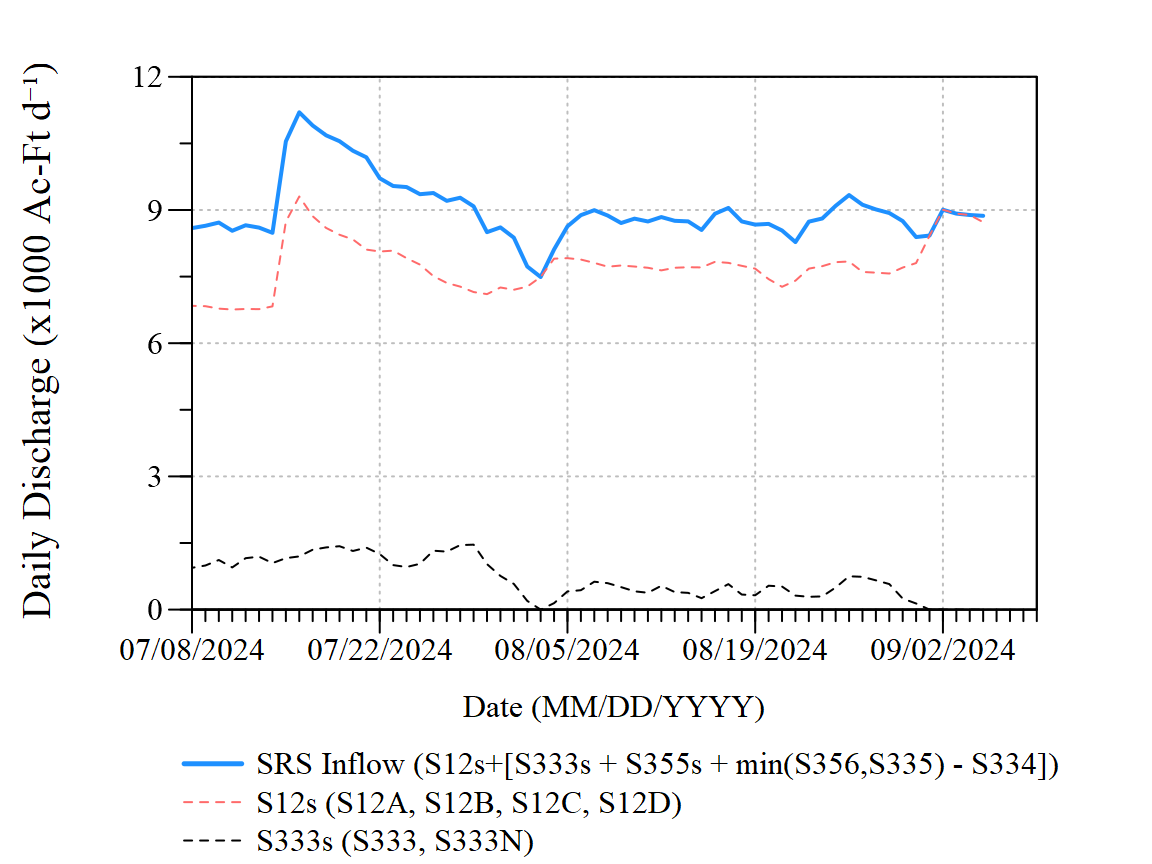 Daily Discharge (x1000 Ac-Ft d⁻¹)
12
9
6
3
0
07/08/2024 07/22/2024 08/05/2024 08/19/2024 09/02/2024
Date (MM/DD/YYYY)
SRS Inflow (S12s+[S333s + S355s + min(S356,S335) - S334])
S12s (S12A, S12B, S12C, S12D)
S333s (S333, S333N)